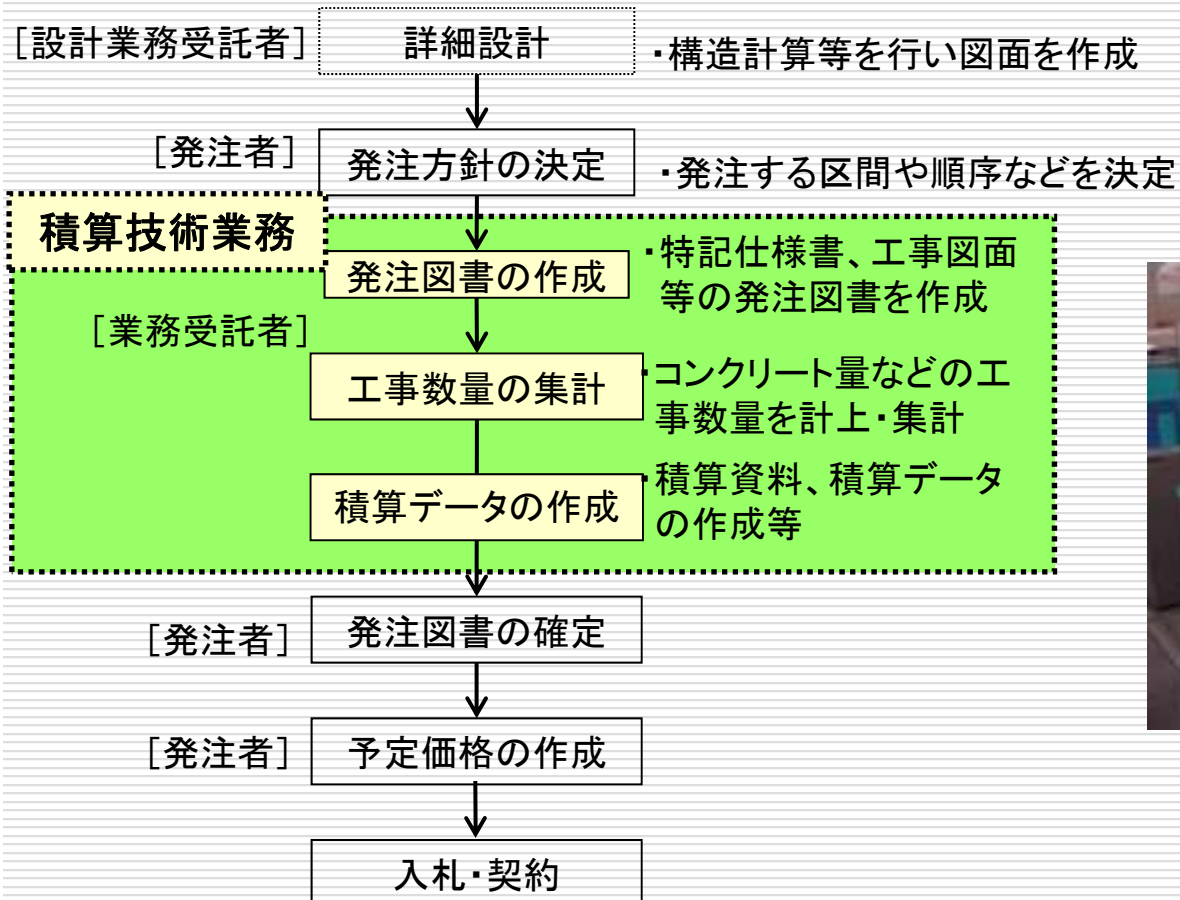 [設計業務受託者]
詳細設計
・構造計算等を行い図面を作成
[発注者]
発注方針の決定
・発注する区間や順序などを決定
積算技術業務
発注図書の作成
・特記仕様書、工事図面
等の発注図書を作成
[業務受託者]
工事数量の集計
・コンクリート量などの工
事数量を計上・集計
積算データの作成
・積算資料、積算データ
の作成等
[発注者]
発注図書の確定
[発注者]
予定価格の作成
入札・契約